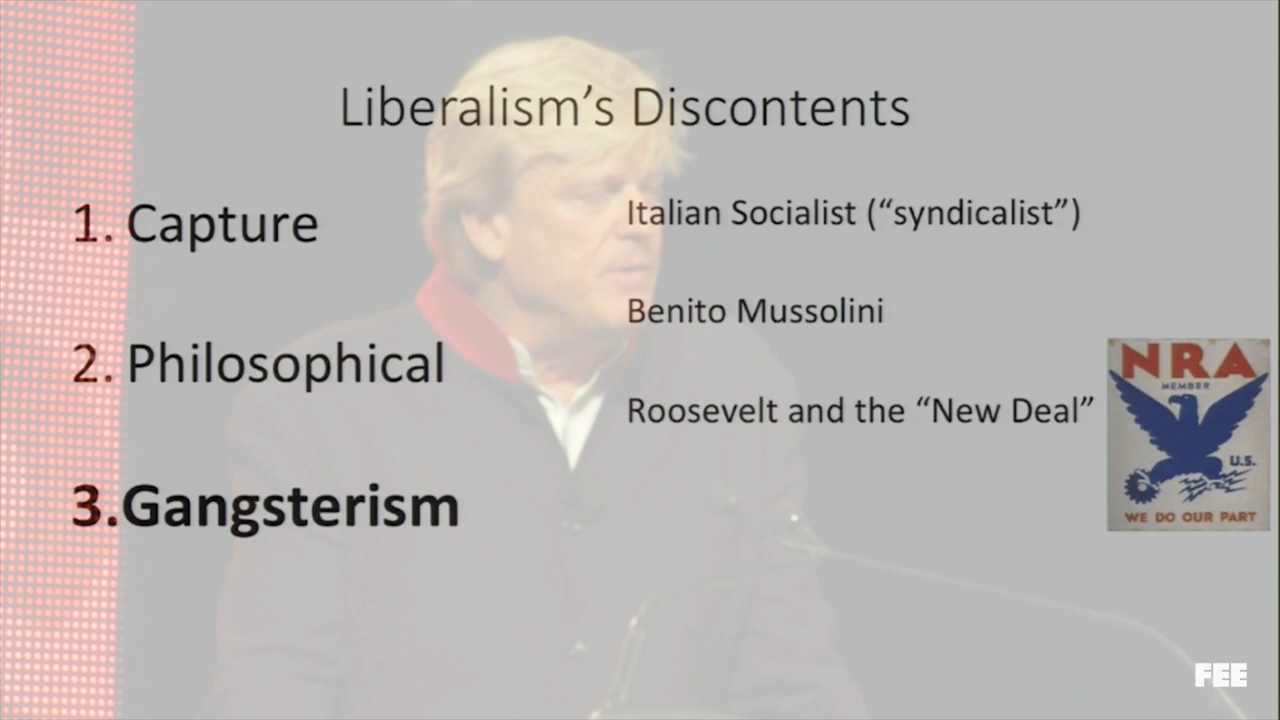 Liberalism’s Discontents
1. Capture
2. Philosophical
3.Gangsterism
Italian Socialist (“syndicalist”)
Benito Mussolini
Roosevelt and the “New Deal”
NRA
MEMBER
U.S.
WE DO OUR PART
FEE